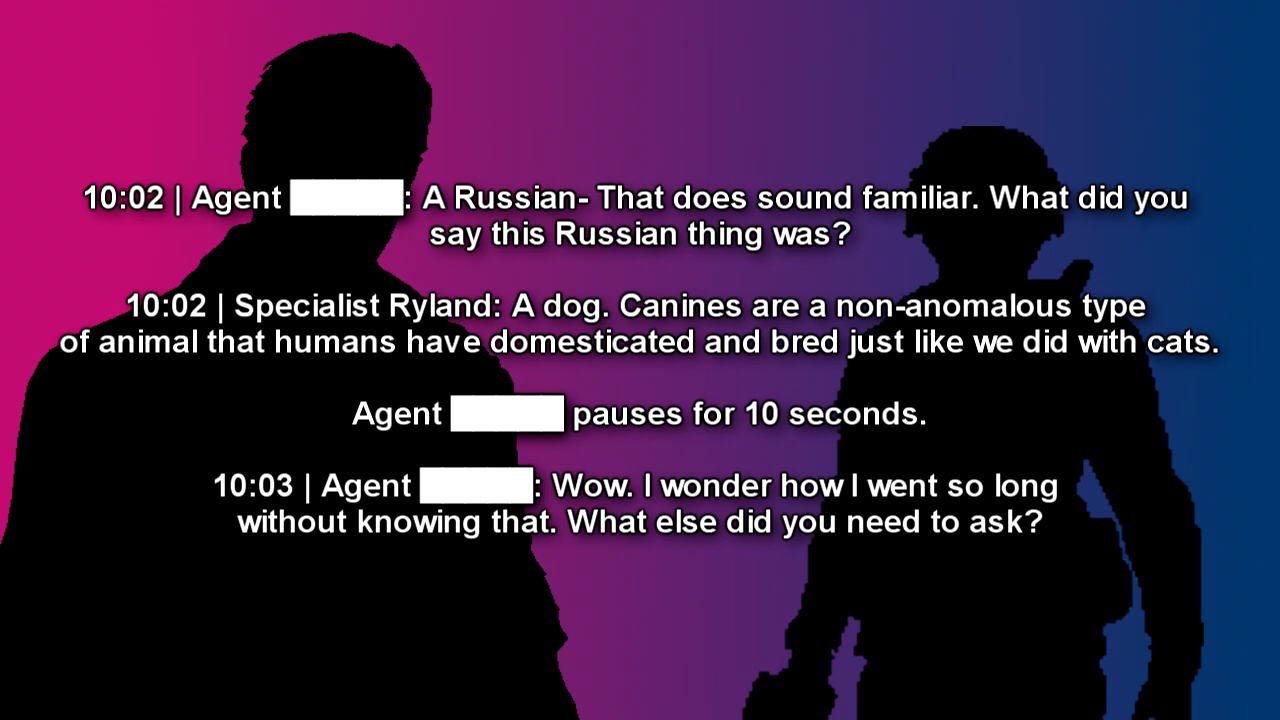 10:02 | Agent ██████: A Russian- That does sound familiar. What did you
say this Russian thing was?
10:02 | Specialist Ryland: A dog. Canines are a non-anomalous type
of animal that humans have domesticated and bred just like we did with cats.
Agent ██████ pauses for 10 seconds.
10:03 | Agent ██████: Wow. I wonder how I went so long
without knowing that. What else did you need to ask?